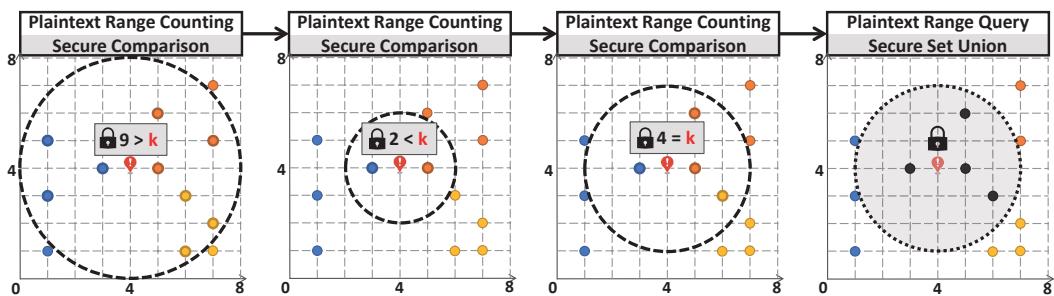 Plaintext Range Counting
Secure Comparison
8
9 > k
4
0
4
8
Plaintext Range Counting
Secure Comparison
8
2 < k
4
0
4
8
Plaintext Range Counting
Secure Comparison
8
4 = k
4
0
4
8
Plaintext Range Query
Secure Set Union
8
4
0
4
8